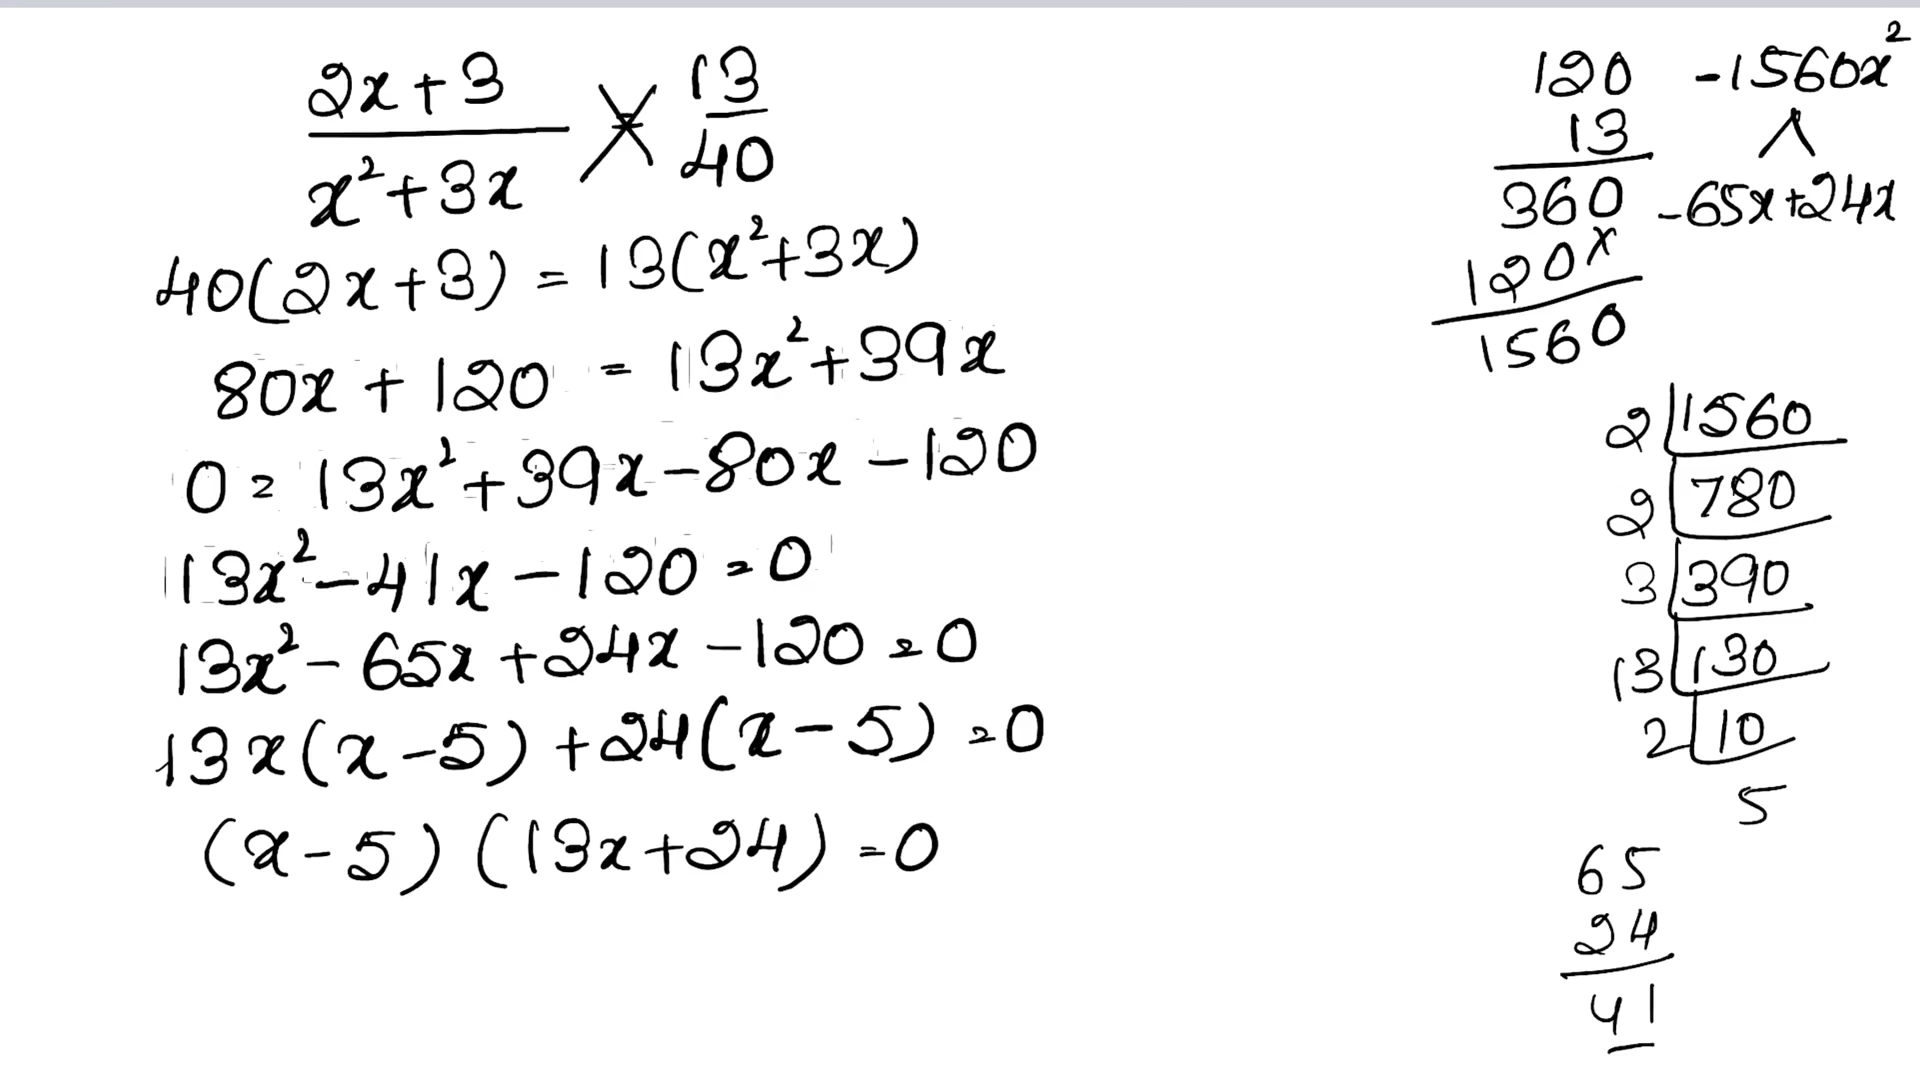 2x+3 13
x²+3x 40
40(2x+3) = 13(x²+3x)
80x + 120 = 13x²+39x
0 = 13x²+39x-80x-120
13x²-41x-120=0
13x²-65x+24x-120=0
13x(x-5)+24(x-5)=0
(x-5)(13x+24)=0
120 -1560x²
13
360 -65x+24x
120x
1560
2 1560
2 780
3 390
13 130
2 10
5
65
24
41